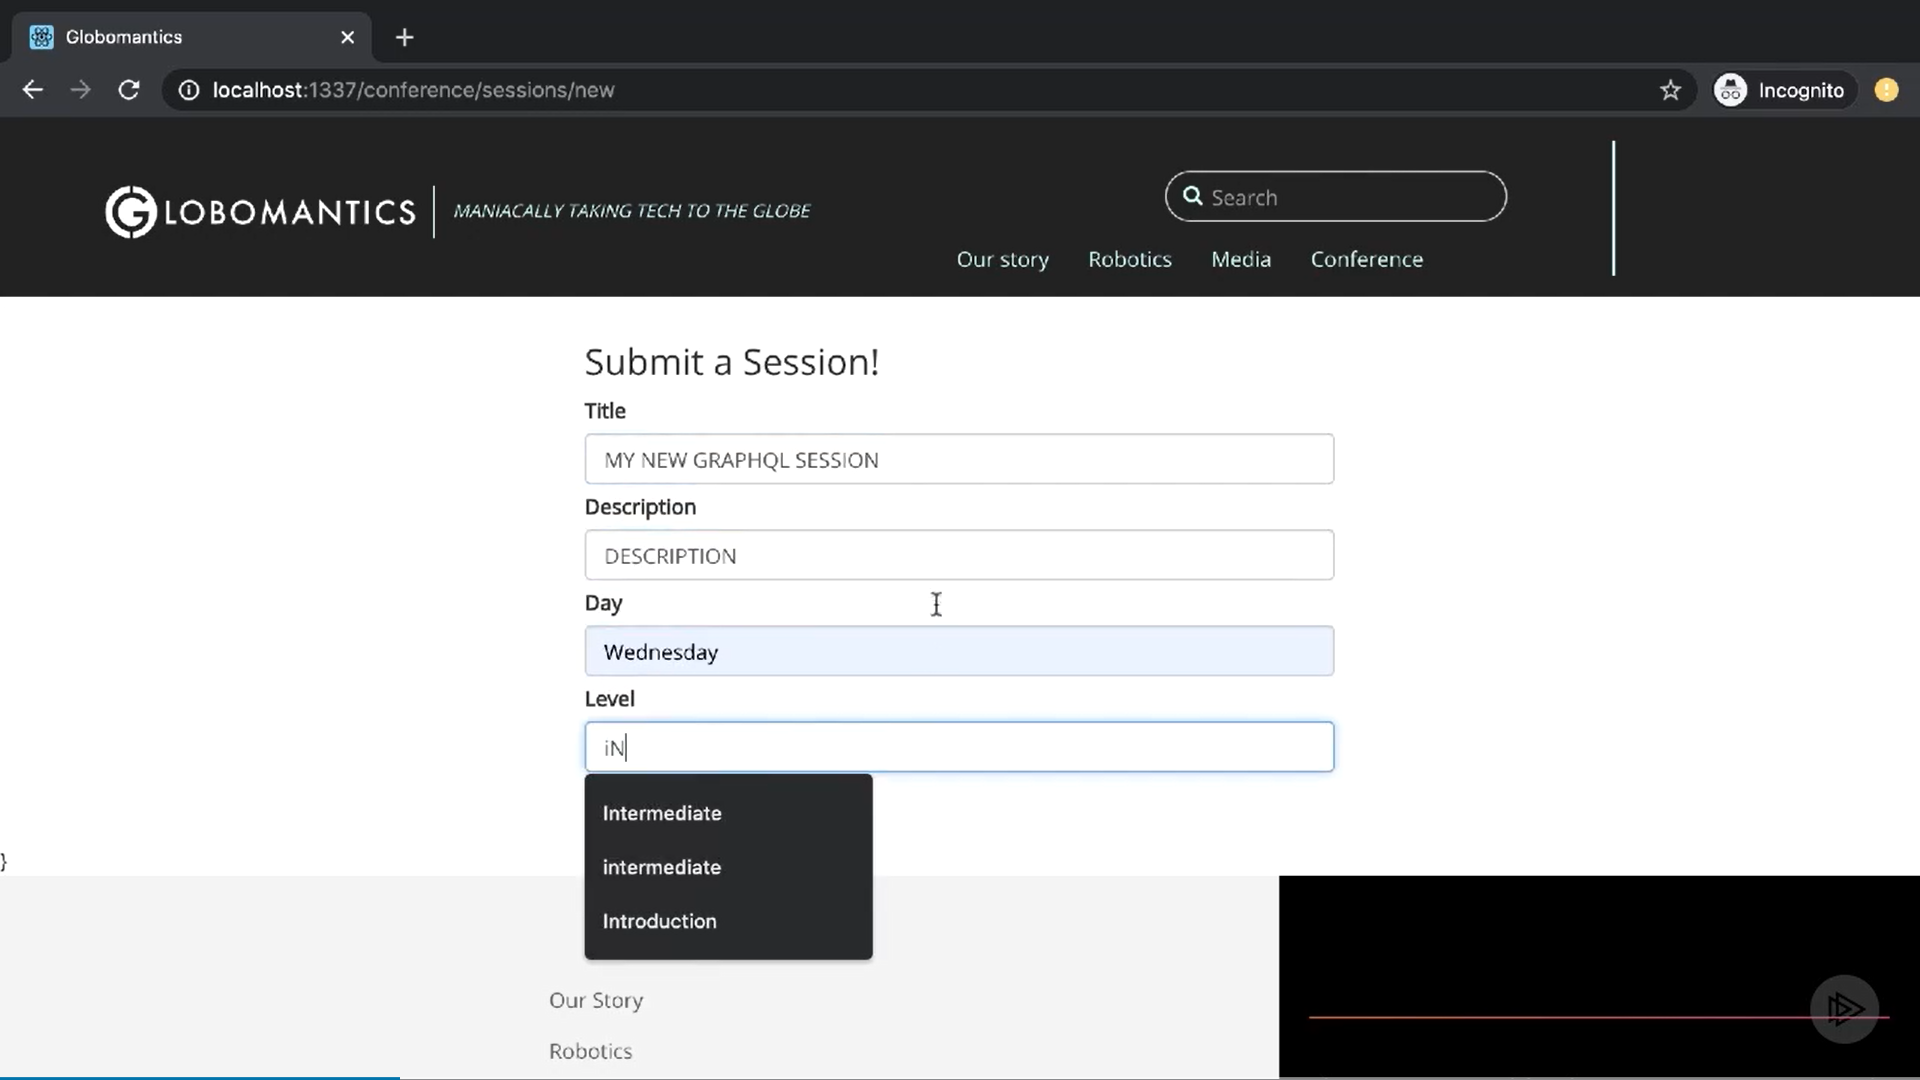 Globomantics
localhost:1337/conference/sessions/new
Incognito
GLOBOMANTICS
MANIACALLY TAKING TECH TO THE GLOBE
Search
Our story Robotics Media Conference
Submit a Session!
Title
MY NEW GRAPHQL SESSION
Description
DESCRIPTION
Day
Wednesday
Level
iN
Intermediate
intermediate
Introduction
}
Our Story
Robotics